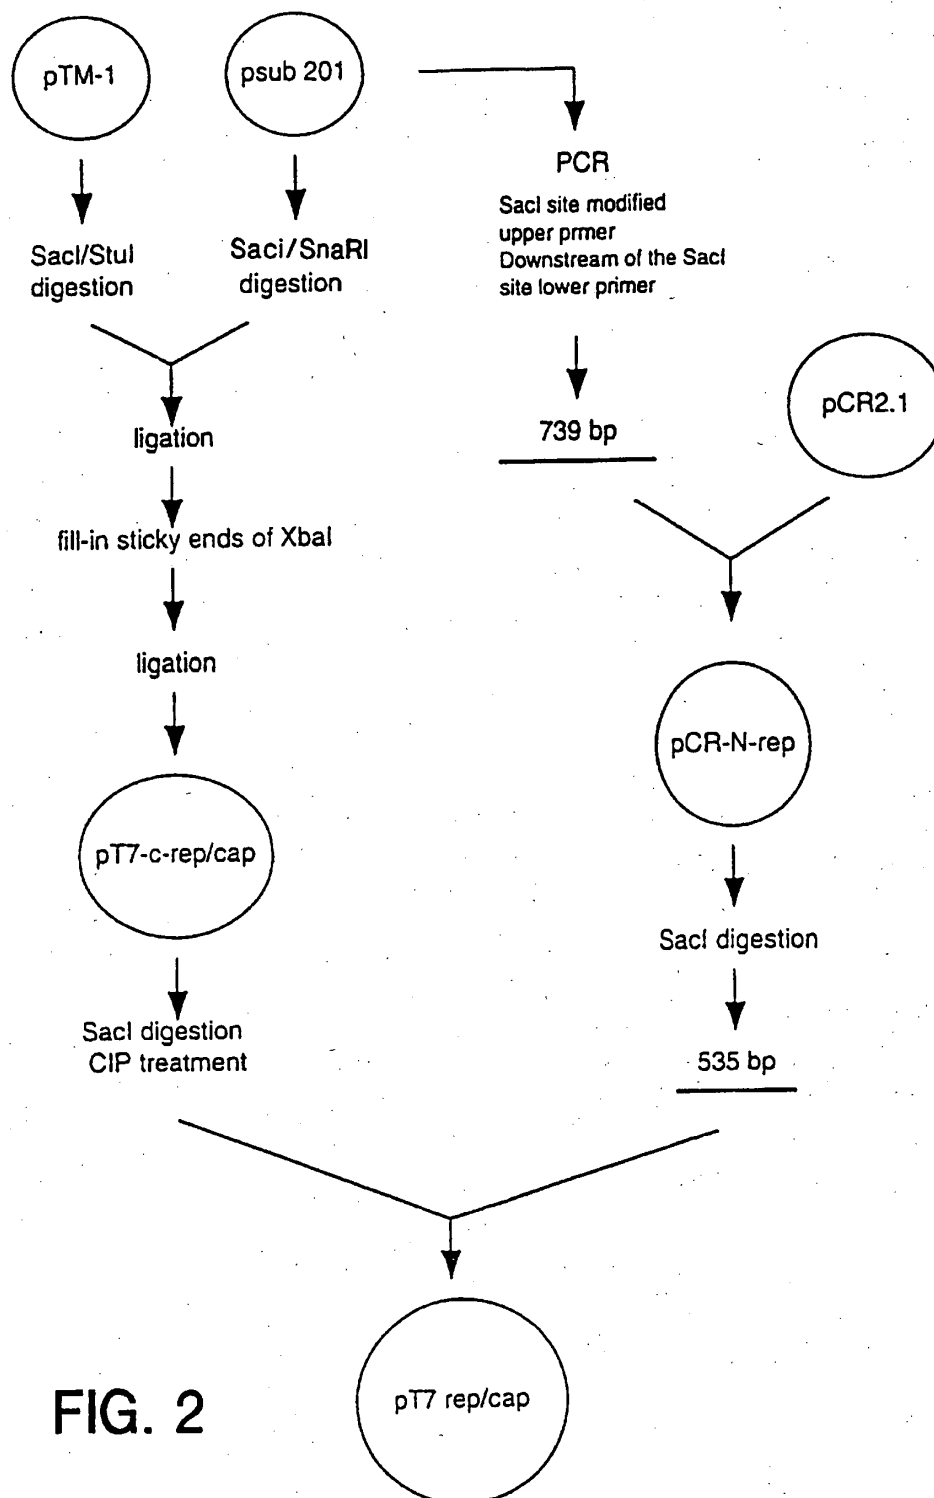 pTM-1
psub 201
PCR
SacI site modified
upper prmer
Downstream of the SacI
site lower primer
SacI/StuI
digestion
Saci/SnaRI
digestion
pCR2.1
739 bp
ligation
fill-in sticky ends of XbaI
ligation
pCR-N-rep
pT7-c-rep/cap
SacI digestion
SacI digestion
CIP treatment
535 bp
pT7 rep/cap
FIG. 2